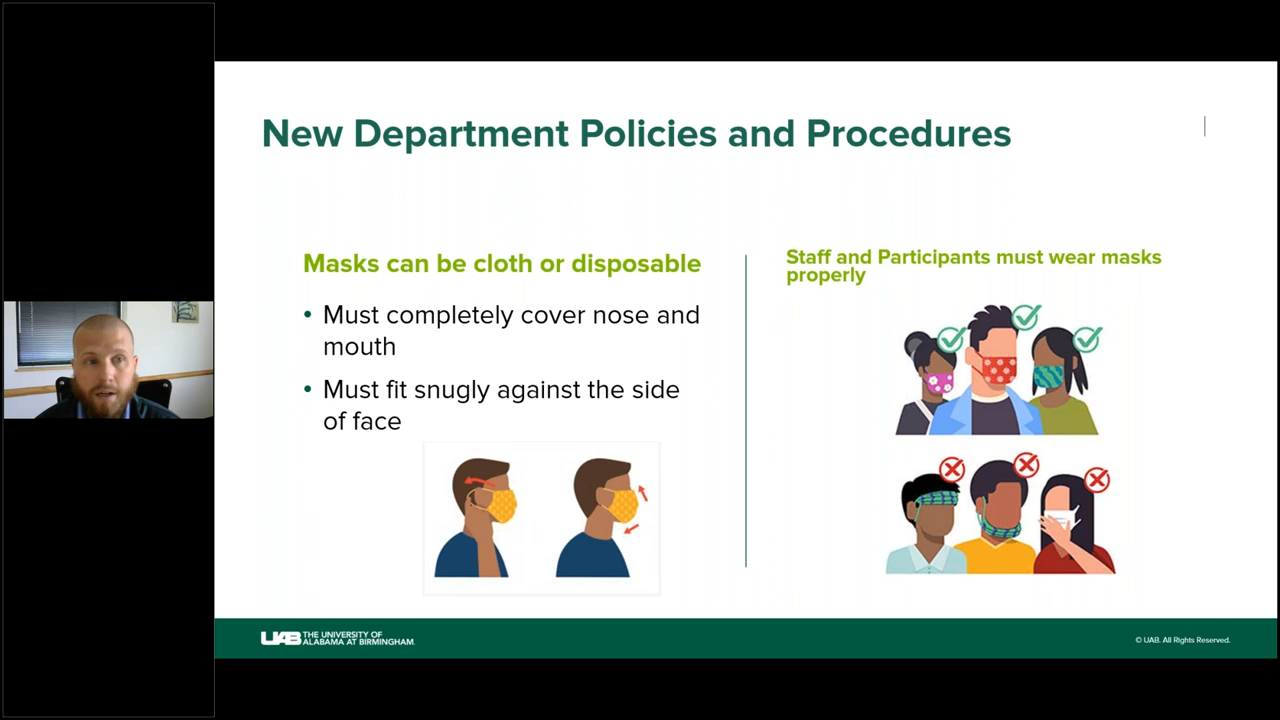 New Department Policies and Procedures
Masks can be cloth or disposable
• Must completely cover nose and
mouth
• Must fit snugly against the side
of face
Staff and Participants must wear masks
properly
UAB THE UNIVERSITY OF
ALABAMA AT BIRMINGHAM.
© UAB. All Rights Reserved.